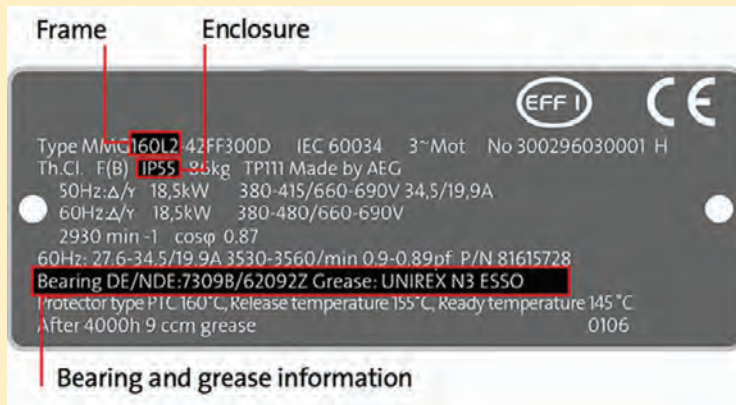 Frame Enclosure
EFF 1 CE
Type MMG160L2-42FF300D IEC 60034 3~Mot No 300296030001 H
Th.Cl. F(B) IP55 86kg TP111 Made by AEG
50Hz:Δ/Y 18,5kW 380-415/660-690V 34,5/19,9A
60Hz:Δ/Y 18,5kW 380-480/660-690V
2930 min -1 cosφ 0.87
60Hz: 27.6-34.5/19.9A 3530-3560/min 0.9-0.89pf P/N 81615728
Bearing DE/NDE:7309B/62092Z Grease: UNIREX N3 ESSO
Protector type PTC 160°C, Release temperature 155°C, Ready temperature 145 °C
After 4000h 9 ccm grease 0106
Bearing and grease information